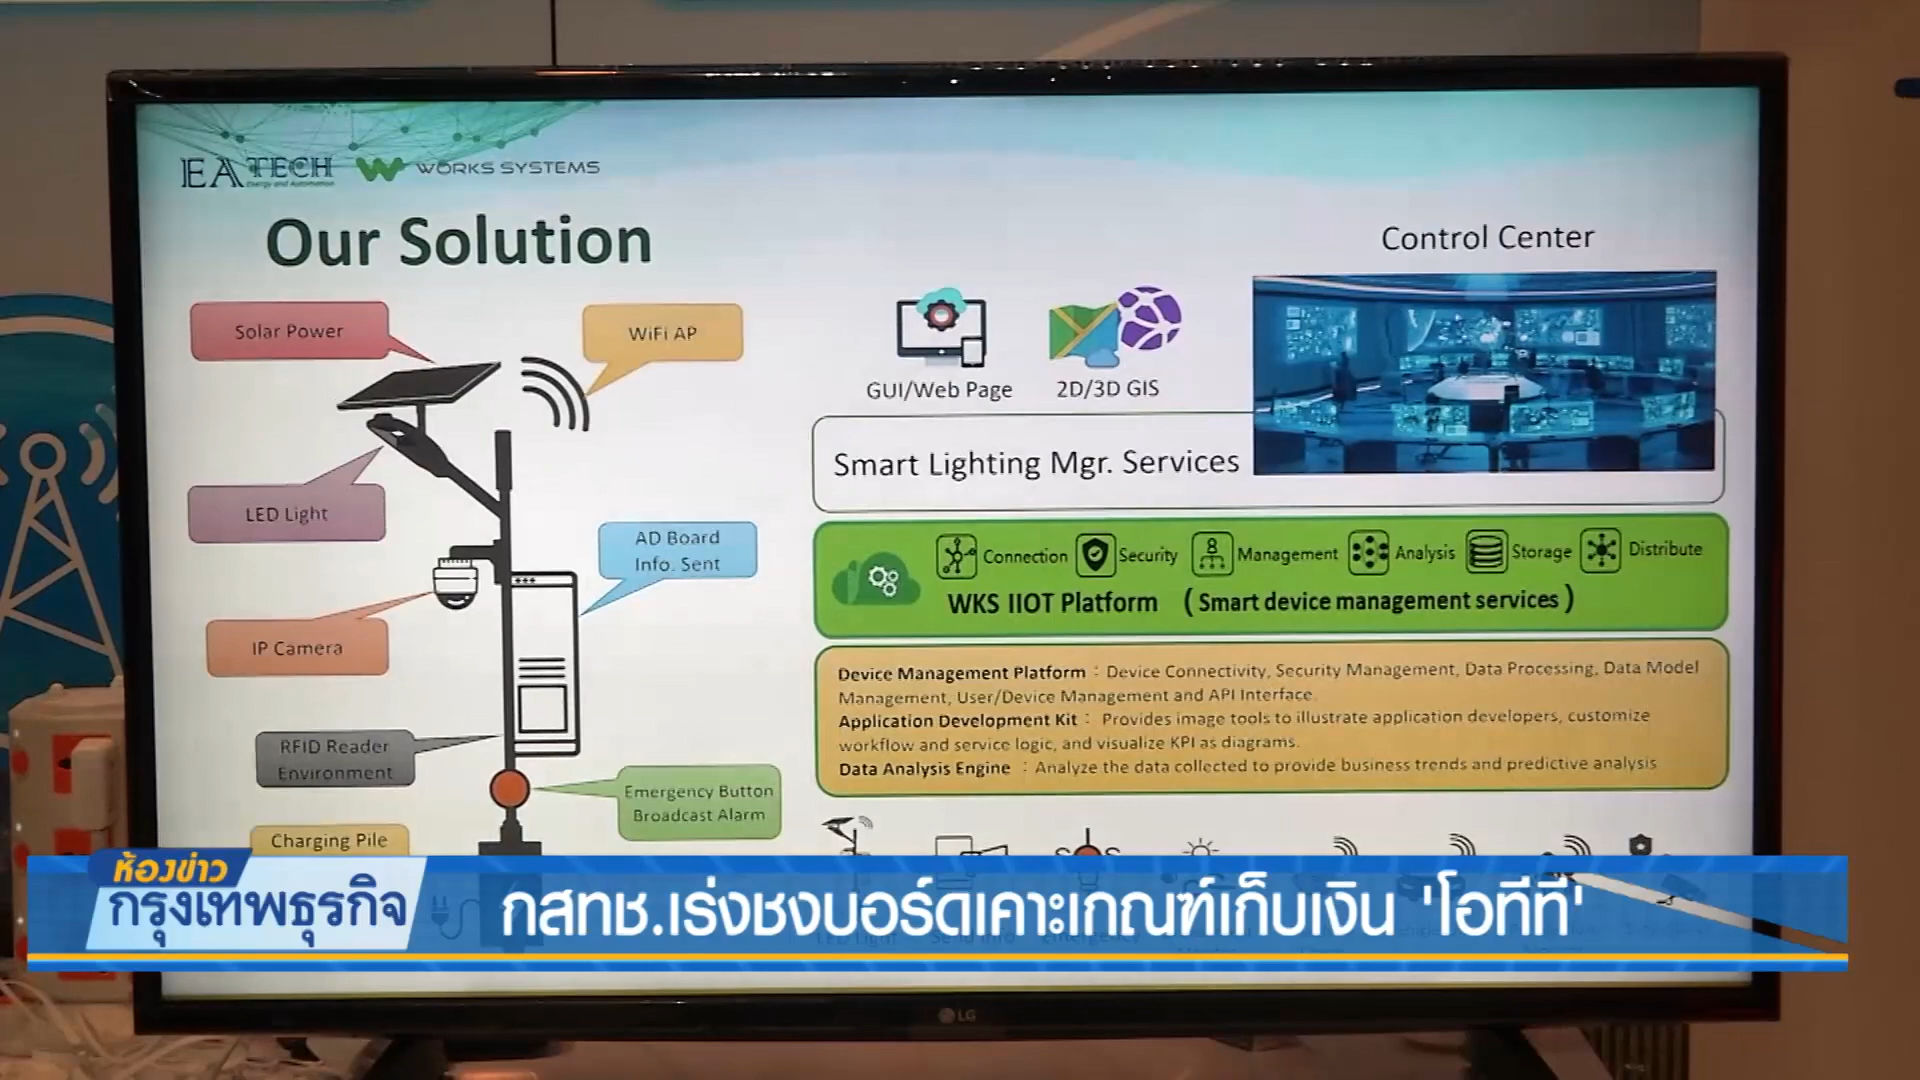 EA TECH
Energy and Automation
WORKS SYSTEMS
Our Solution
Solar Power
WiFi AP
LED Light
AD Board
Info. Sent
IP Camera
RFID Reader
Environment
Emergency Button
Broadcast Alarm
Charging Pile
Control Center
GUI/Web Page
2D/3D GIS
Smart Lighting Mgr. Services
Connection
Security
Management
Analysis
Storage
Distribute
WKS IIOT Platform ( Smart device management services )
Device Management Platform : Device Connectivity, Security Management, Data Processing, Data Model
Management, User/Device Management and API Interface.
Application Development Kit : Provides image tools to illustrate application developers, customize
workflow and service logic, and visualize KPI as diagrams.
Data Analysis Engine : Analyze the data collected to provide business trends and predictive analysis
ห้องข่าว
กรุงเทพธุรกิจ
กสทช.เร่งชงบอร์ดเคาะเกณฑ์เก็บเงิน 'โอทีที'
LG